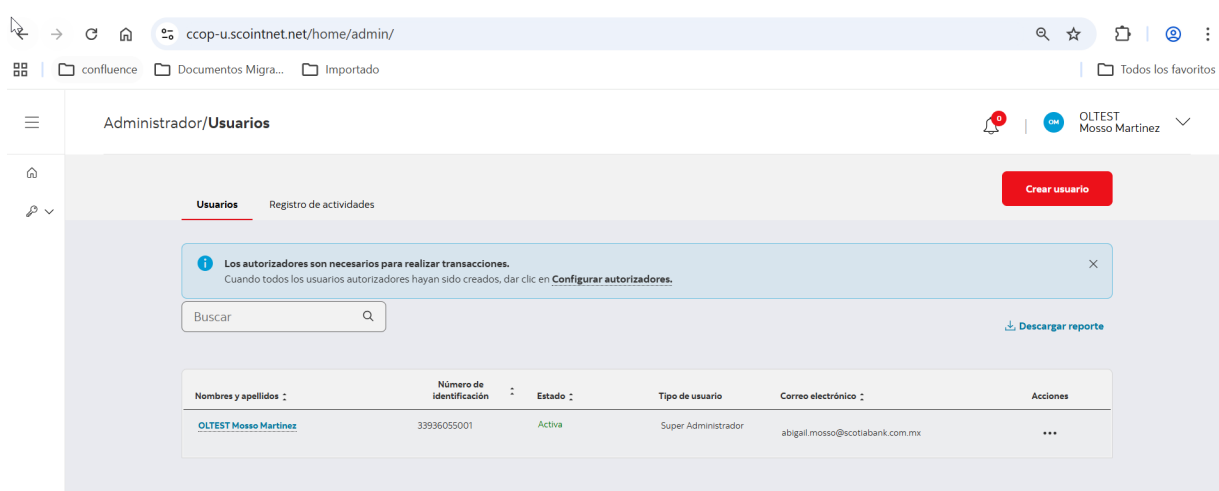 ccop-u.scointnet.net/home/admin/
confluence Documentos Migra... Importado Todos los favoritos
Administrador/Usuarios
0
OM
OLTEST
Mosso Martinez
Crear usuario
Usuarios Registro de actividades
Los autorizadores son necesarios para realizar transacciones.
Cuando todos los usuarios autorizadores hayan sido creados, dar clic en Configurar autorizadores.
Buscar
Descargar reporte
Nombres y apellidos Número de identificación Estado Tipo de usuario Correo electrónico Acciones
OLTEST Mosso Martinez 33936055001 Activa Super Administrador abigail.mosso@scotiabank.com.mx